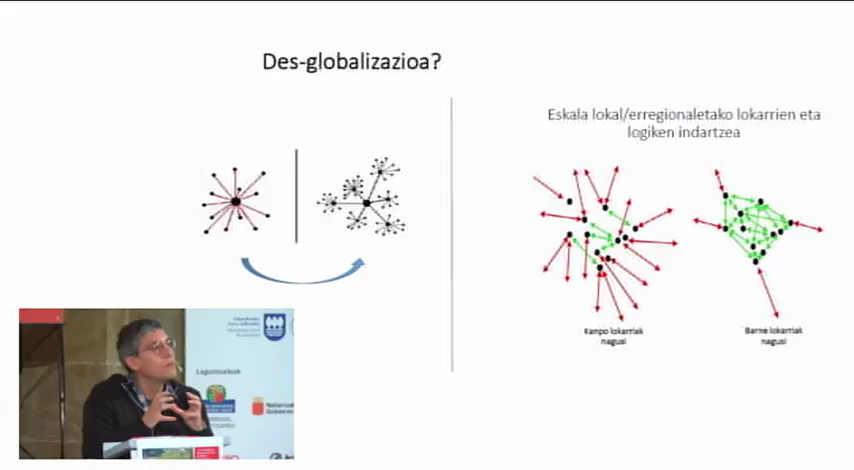 Des-globalizazioa?
Eskala lokal/erregionaletako lokarrien eta
logiken indartzea
Kanpo lokarriak
nagusi
Barne lokarriak
nagusi
Laguntzaileak